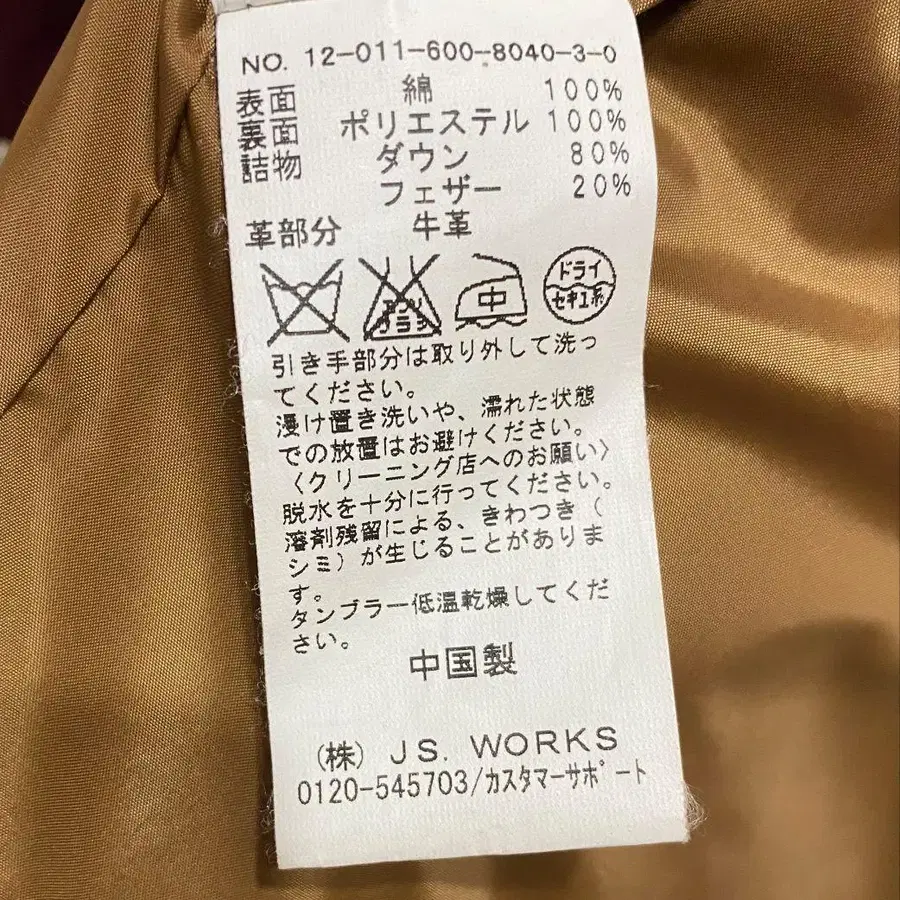 NO. 12-011-600-8040-3-0
表面 綿 100%
裏面 ポリエステル 100%
詰物 ダウン 80%
フェザー 20%
革部分 牛革
エンソ
サラシ
中
ドライ
セキユ系
引き手部分は取り外して洗っ
てください。
浸け置き洗いや、濡れた状態
での放置はお避けください。
〈クリーニング店へのお願い〉
脱水を十分に行ってください。
溶剤残留による、きわつき(
シミ)が生じることがありま
す。
タンブラー低温乾燥してくだ
さい。
中国製
(株) JS. WORKS
0120-545703/カスタマーサポート